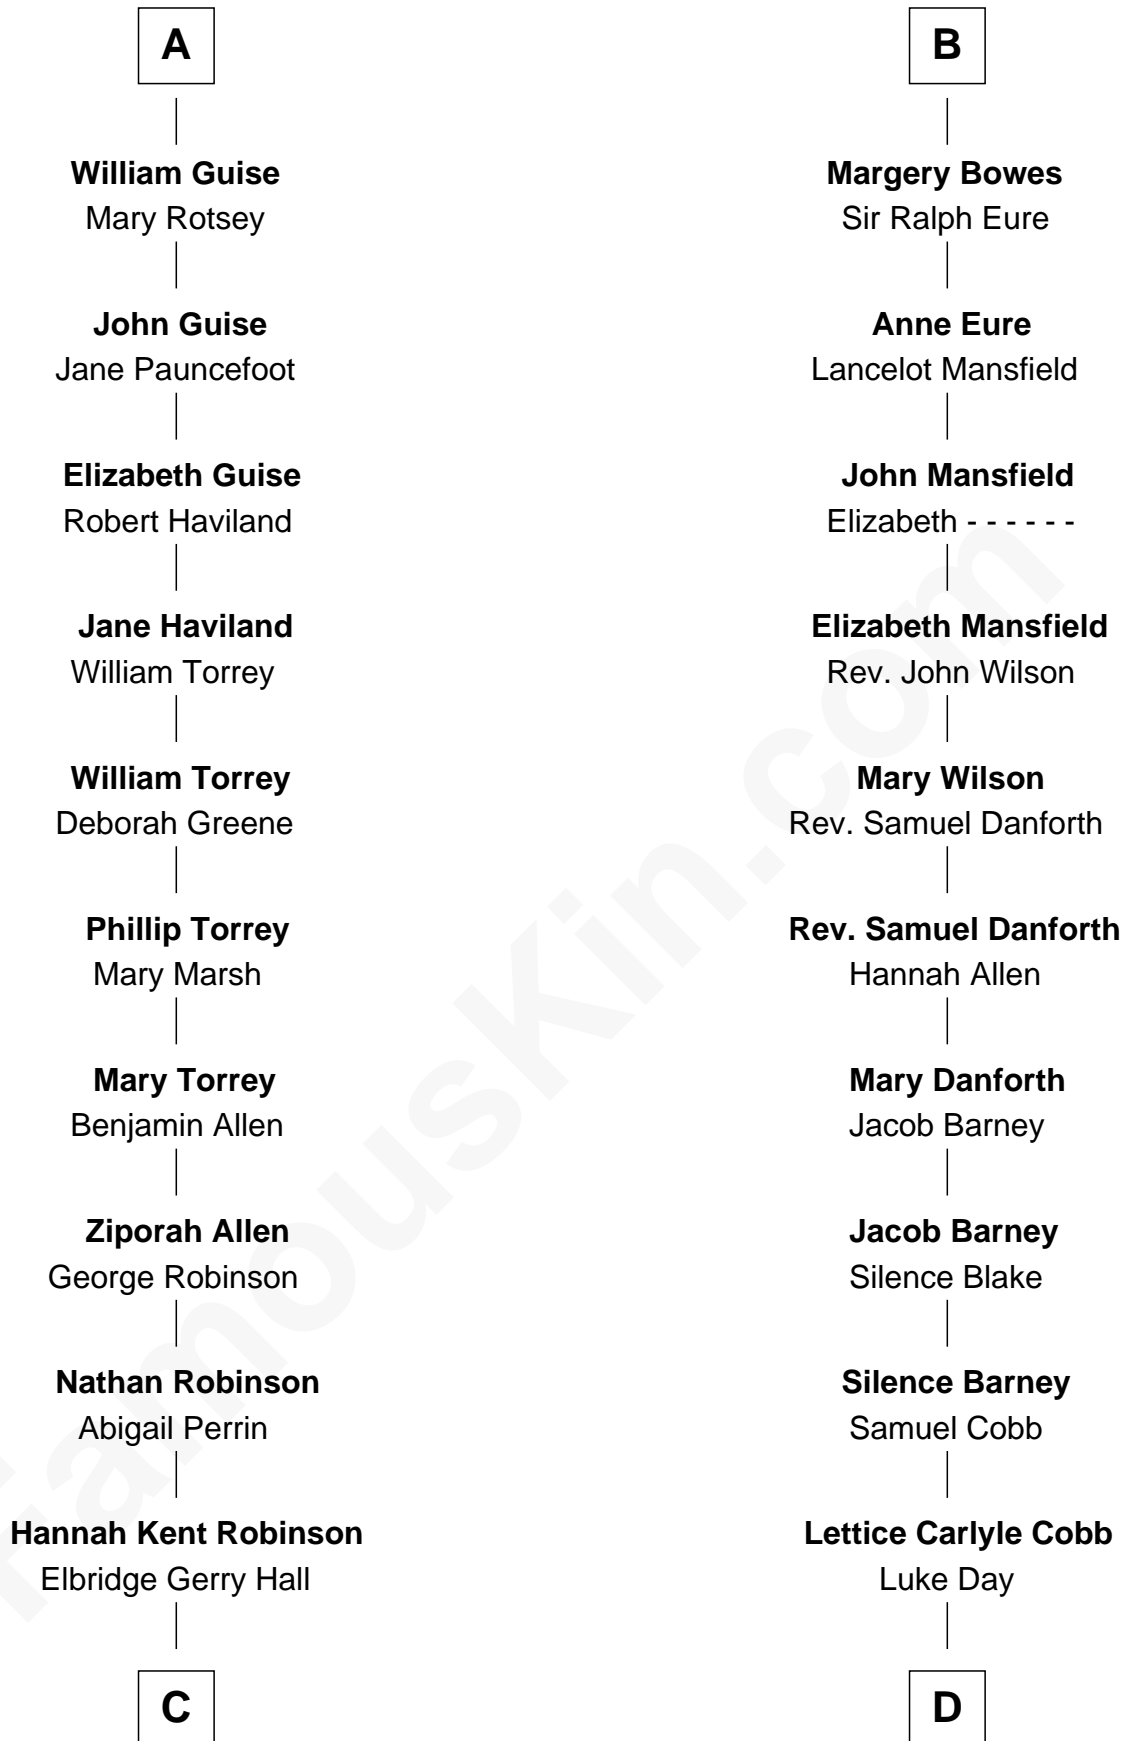 A
William Guise
Mary Rotsey
John Guise
Jane Pauncefoot
Elizabeth Guise
Robert Haviland
Jane Haviland
William Torrey
William Torrey
Deborah Greene
Phillip Torrey
Mary Marsh
Mary Torrey
Benjamin Allen
Ziporah Allen
George Robinson
Nathan Robinson
Abigail Perrin
Hannah Kent Robinson
Elbridge Gerry Hall
C
B
Margery Bowes
Sir Ralph Eure
Anne Eure
Lancelot Mansfield
John Mansfield
Elizabeth - - - - - -
Elizabeth Mansfield
Rev. John Wilson
Mary Wilson
Rev. Samuel Danforth
Rev. Samuel Danforth
Hannah Allen
Mary Danforth
Jacob Barney
Jacob Barney
Silence Blake
Silence Barney
Samuel Cobb
Lettice Carlyle Cobb
Luke Day
D
famouskin.com